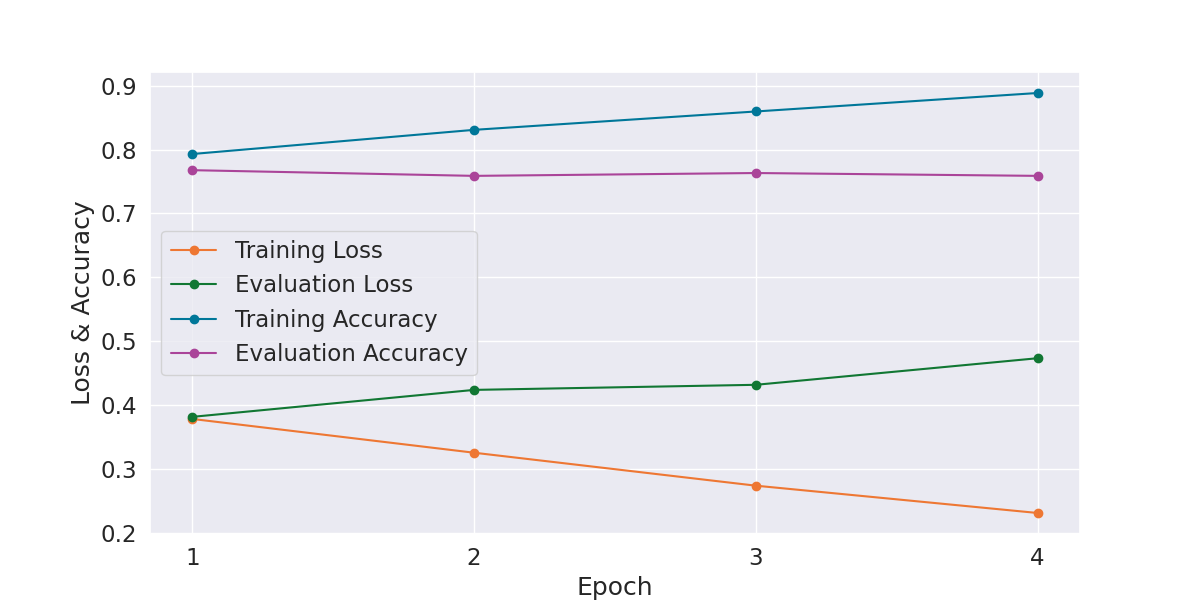 0.9
0.8
0.7
0.6
0.5
0.4
0.3
0.2
Loss & Accuracy
Training Loss
Evaluation Loss
Training Accuracy
Evaluation Accuracy
1 2 3 4
Epoch